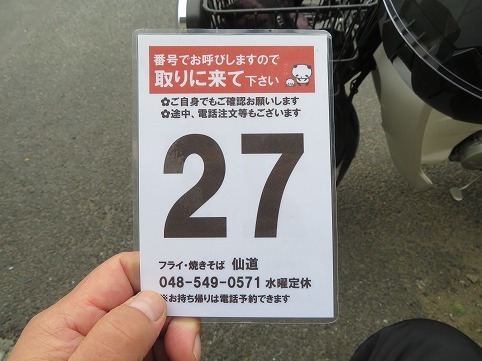 番号でお呼びしますので
取りに来て下さい
✿ご自身でもご確認お願いします
✿途中、電話注文等もございます
27
フライ・焼きそば 仙道
048-549-0571 水曜定休
※お持ち帰りは電話予約できます